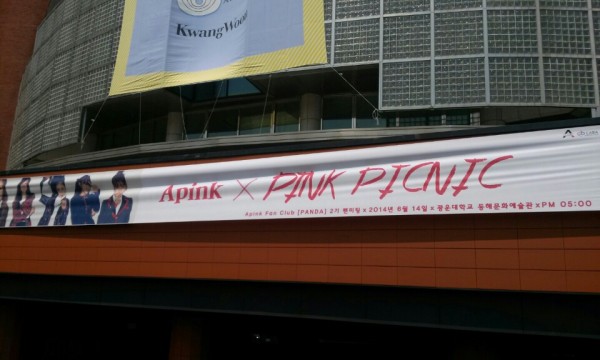 KwangWoon
Apink × PINK PICNIC
Apink Fan Club [PANDA] 2기 팬미팅 x 2014년 6월 14일 x 광운대학교 동해문화예술관 x PM 05:00